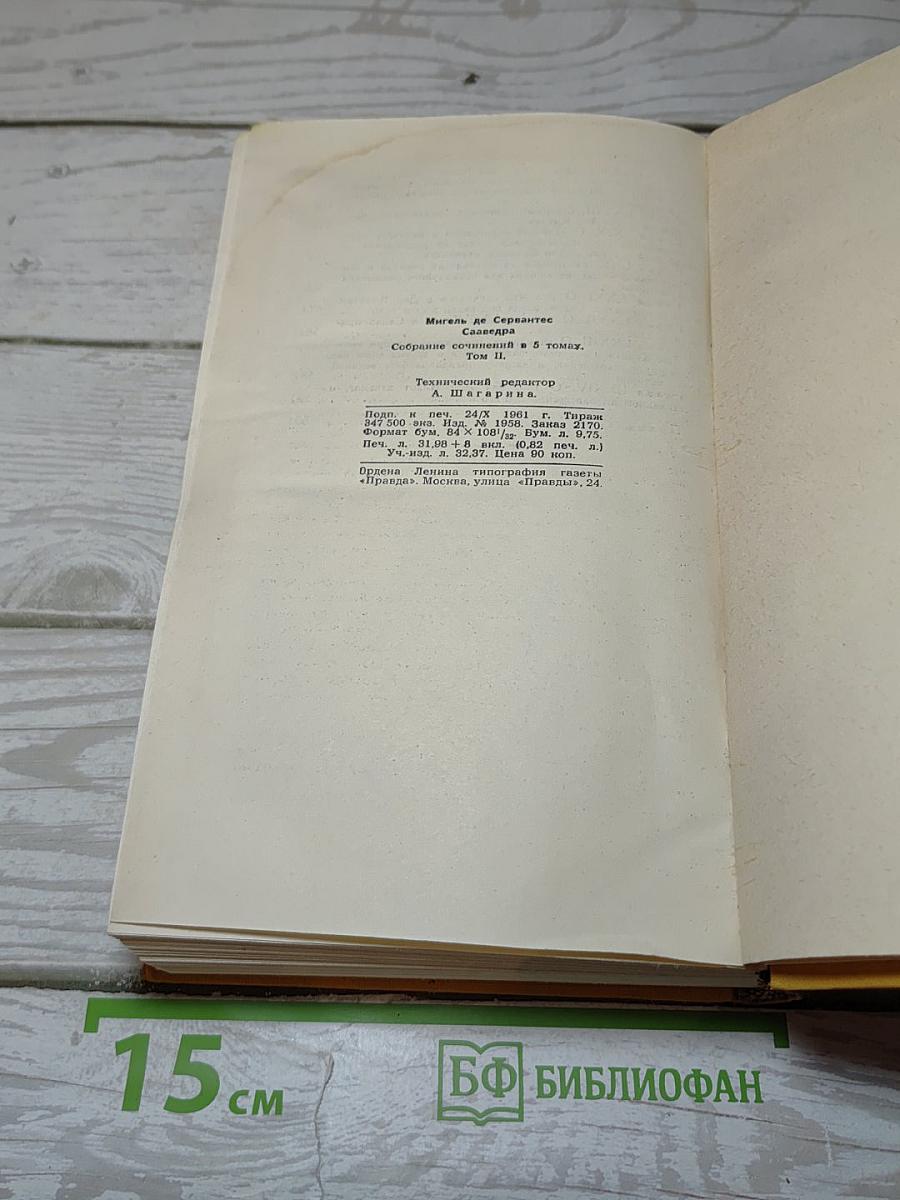 Мигель де Сервантес
Сааведра
Собрание сочинений в 5 томах.
Том II.
Технический редактор
А. Шагарина.
Подп. к печ. 24/X 1961 г. Тираж
347 500 экз. Изд. № 1958. Заказ 2170.
Формат бум. 84 × 108¹/₃₂. Бум. л. 9,75.
Печ. л. 31,98 + 8 вкл. (0,82 печ. л.)
Уч.-изд. л. 32,37. Цена 90 коп.
Ордена Ленина типография газеты
«Правда». Москва, улица «Правды», 24.
15 см
БФ БИБЛИОФАН